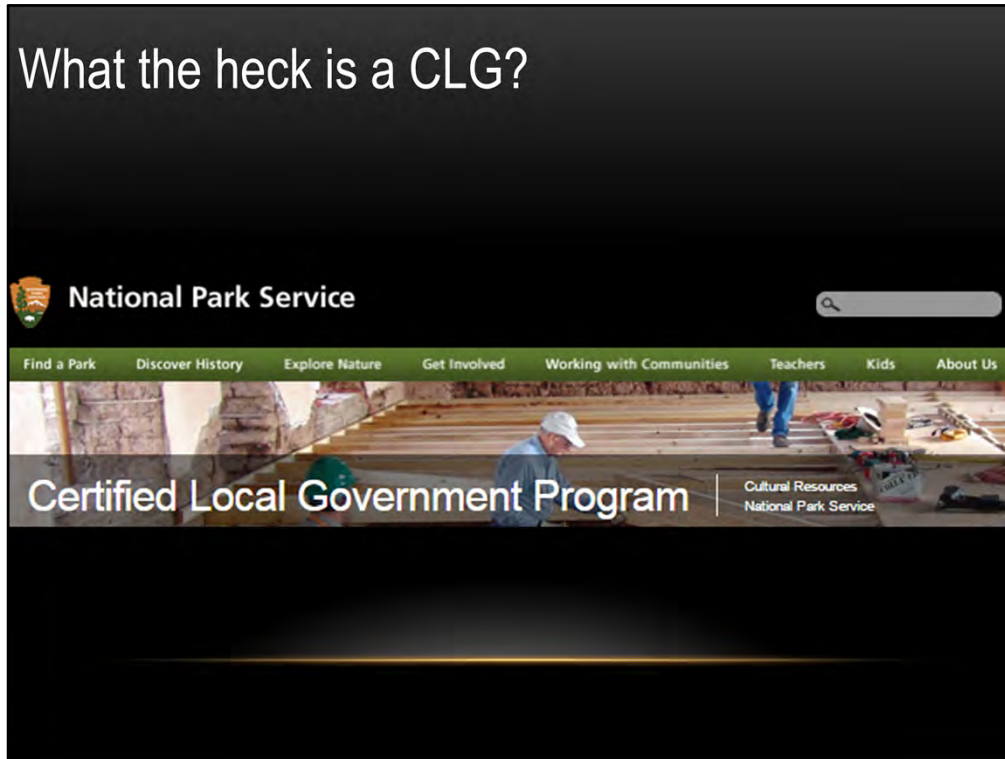 What the heck is a CLG?
National Park Service
Find a Park Discover History Explore Nature Get Involved Working with Communities Teachers Kids About Us
Certified Local Government Program
Cultural Resources
National Park Service